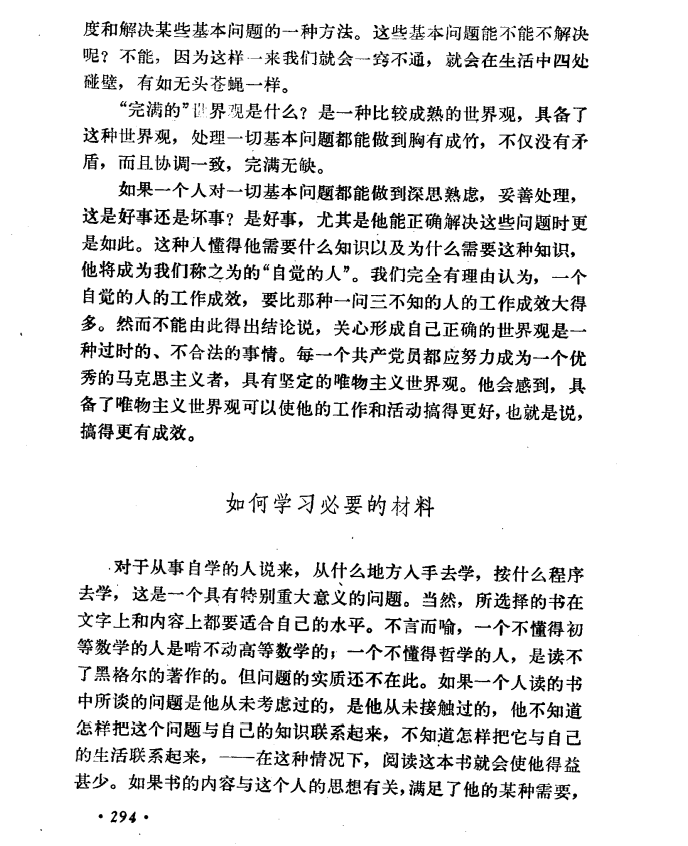 度和解决某些基本问题的一种方法。这些基本问题能不能不解决
呢？不能，因为这样一来我们就会一窍不通，就会在生活中四处
碰壁，有如无头苍蝇一样。
“完满的”世界观是什么？是一种比较成熟的世界观，具备了
这种世界观，处理一切基本问题都能做到胸有成竹，不仅没有矛
盾，而且协调一致，完满无缺。
如果一个人对一切基本问题都能做到深思熟虑，妥善处理，
这是好事还是坏事？是好事，尤其是他能正确解决这些问题时更
是如此。这种人懂得他需要什么知识以及为什么需要这种知识，
他将成为我们称之为的“自觉的人”。我们完全有理由认为，一个
自觉的人的工作成效，要比那种一问三不知的人的工作成效大得
多。然而不能由此得出结论说，关心形成自己正确的世界观是一
种过时的、不合法的事情。每一个共产党员都应努力成为一个优
秀的马克思主义者，具有坚定的唯物主义世界观。他会感到，具
备了唯物主义世界观可以使他的工作和活动搞得更好，也就是说，
搞得更有成效。
如何学习必要的材料
对于从事自学的人说来，从什么地方入手去学，按什么程序
去学，这是一个具有特别重大意义的问题。当然，所选择的书在
文字上和内容上都要适合自己的水平。不言而喻，一个不懂得初
等数学的人是啃不动高等数学的；一个不懂得哲学的人，是读不
了黑格尔的著作的。但问题的实质还不在此。如果一个人读的书
中所谈的问题是他从未考虑过的，是他从未接触过的，他不知道
怎样把这个问题与自己的知识联系起来，不知道怎样把它与自己
的生活联系起来，——在这种情况下，阅读这本书就会使他得益
甚少。如果书的内容与这个人的思想有关，满足了他的某种需要，
·294·